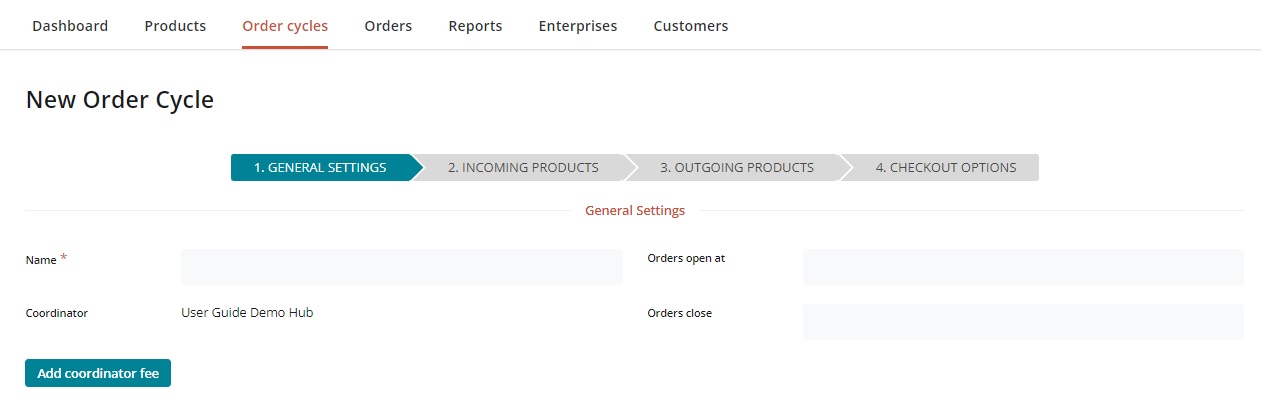 Dashboard Products Order cycles Orders Reports Enterprises Customers
New Order Cycle
1. GENERAL SETTINGS 2. INCOMING PRODUCTS 3. OUTGOING PRODUCTS 4. CHECKOUT OPTIONS
General Settings
Name * Orders open at
Coordinator User Guide Demo Hub Orders close
Add coordinator fee